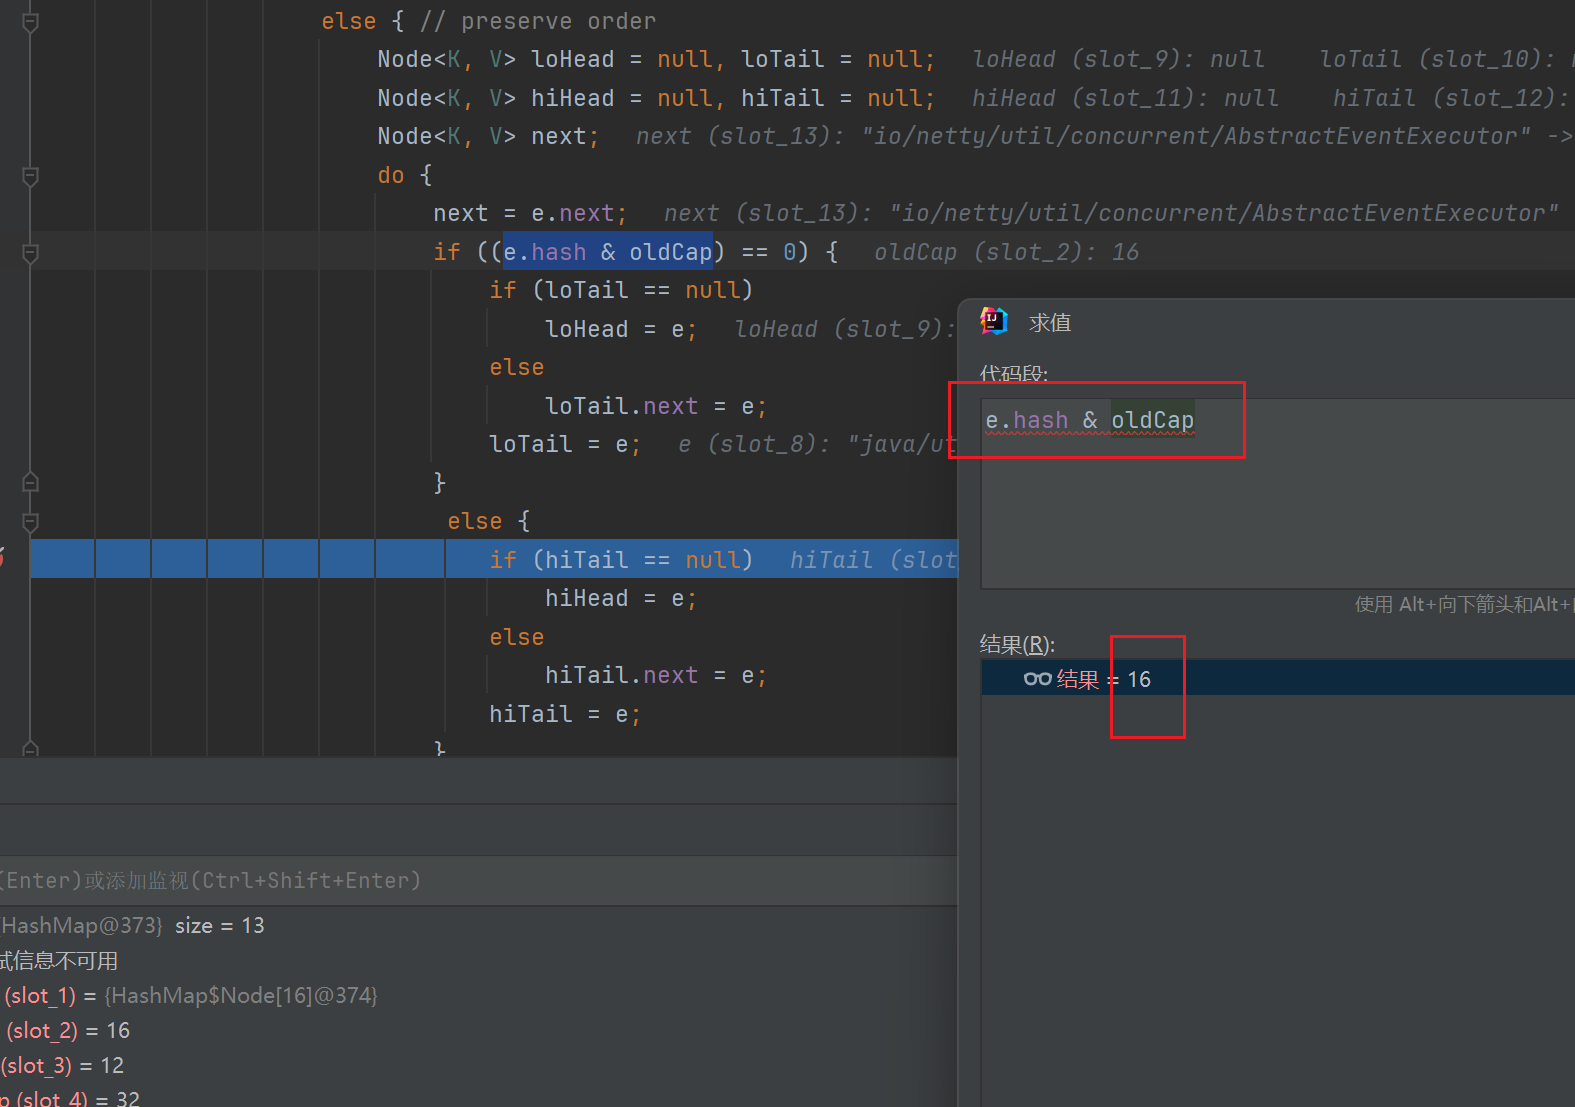 else { // preserve order
Node<K, V> loHead = null, loTail = null; loHead (slot_9): null loTail (slot_10):
Node<K, V> hiHead = null, hiTail = null; hiHead (slot_11): null hiTail (slot_12):
Node<K, V> next; next (slot_13): "io/netty/util/concurrent/AbstractEventExecutor" ->
do {
next = e.next; next (slot_13): "io/netty/util/concurrent/AbstractEventExecutor"
if ((e.hash & oldCap) == 0) { oldCap (slot_2): 16
if (loTail == null)
loHead = e; loHead (slot_9):
else
loTail.next = e;
loTail = e; e (slot_8): "java/ut
}
else {
if (hiTail == null) hiTail (slot
hiHead = e;
else
hiTail.next = e;
hiTail = e;
}
求值
代码段:
e.hash & oldCap
使用 Alt+向下箭头和Alt+
结果(R):
结果 = 16
(Enter)或添加监视(Ctrl+Shift+Enter)
{HashMap@373} size = 13
试信息不可用
(slot_1) = {HashMap$Node[16]@374}
(slot_2) = 16
(slot_3) = 12
p (slot_4) = 32